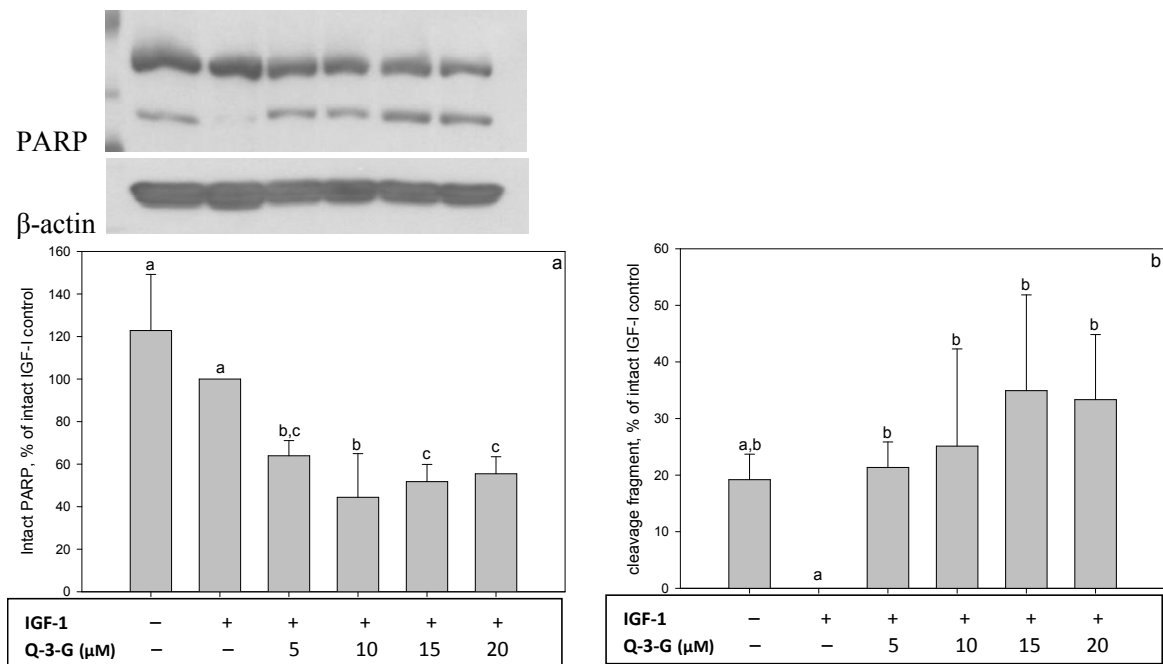 PARP
β-actin
a
Intact PARP, % of intact IGF-I control
160
140
120
100
80
60
40
20
0
a
a
b,c
b
c
c
IGF-1 – + + + + +
Q-3-G (μM) – – 5 10 15 20
b
cleavage fragment, % of intact IGF-I control
60
50
40
30
20
10
0
a,b
a
b
b
b
b
IGF-1 – + + + + +
Q-3-G (μM) – – 5 10 15 20